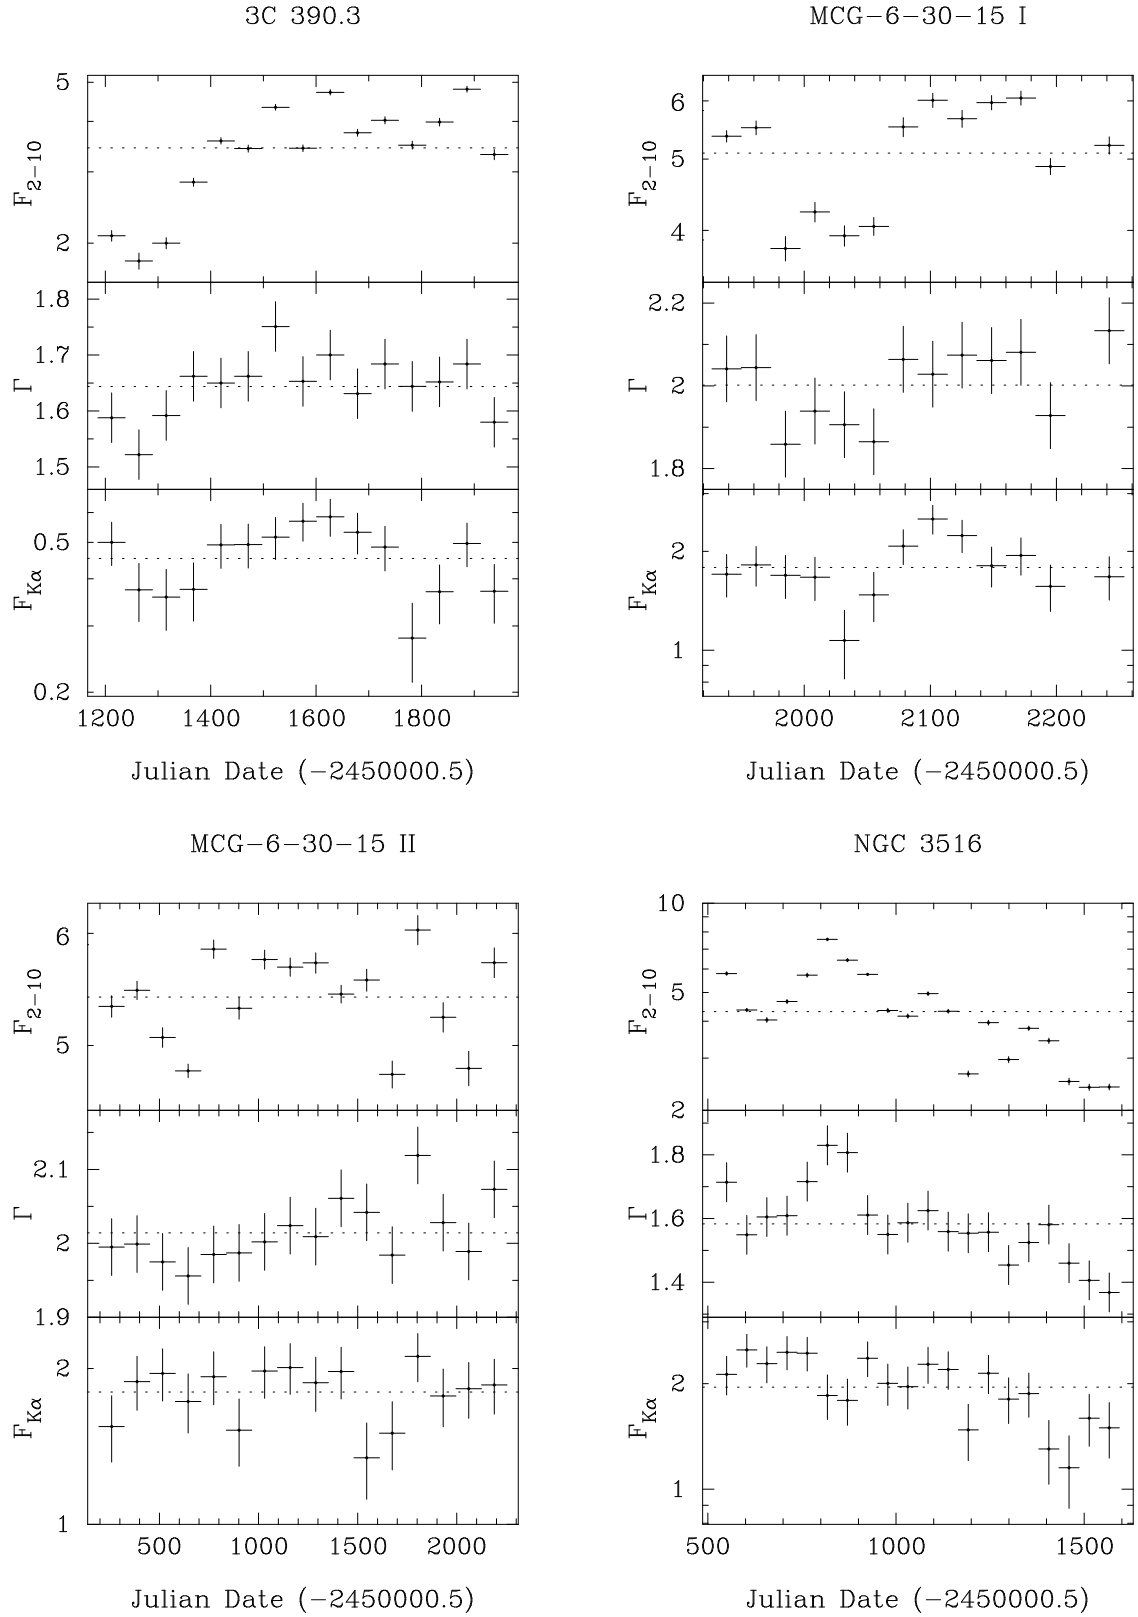 3C 390.3
5
2
F2−10
1.8
1.7
1.6
1.5
Γ
0.5
0.2
FKα
1200 1400 1600 1800
Julian Date (−2450000.5)
MCG−6−30−15 I
6
5
4
F2−10
2.2
2
1.8
Γ
2
1
FKα
2000 2100 2200
Julian Date (−2450000.5)
MCG−6−30−15 II
6
5
F2−10
2.1
2
1.9
Γ
2
1
FKα
500 1000 1500 2000
Julian Date (−2450000.5)
NGC 3516
10
5
2
F2−10
1.8
1.6
1.4
Γ
2
1
FKα
500 1000 1500
Julian Date (−2450000.5)